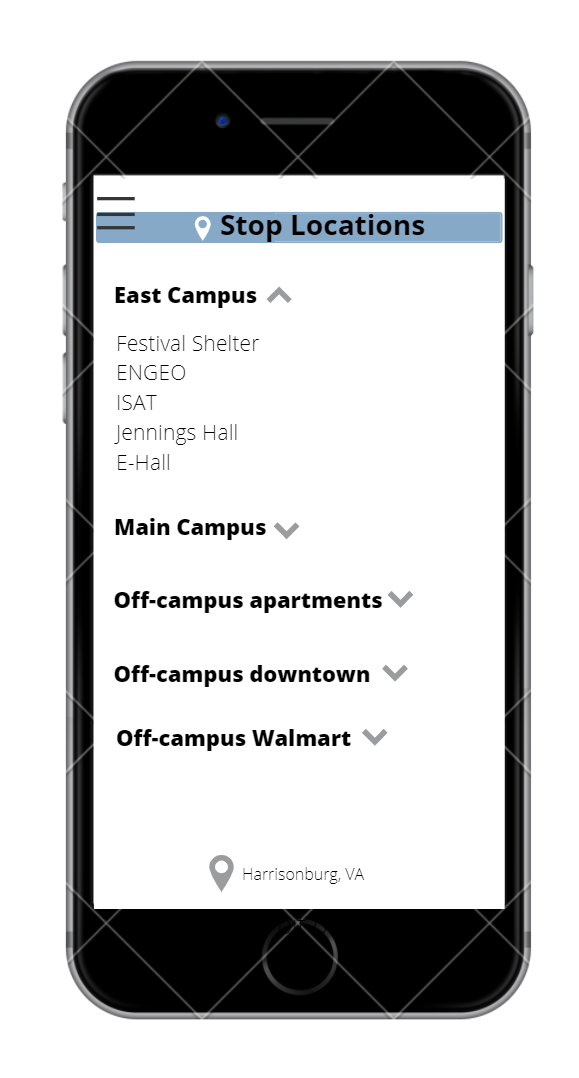 Stop Locations
East Campus
Festival Shelter
ENGEO
ISAT
Jennings Hall
E-Hall
Main Campus
Off-campus apartments
Off-campus downtown
Off-campus Walmart
Harrisonburg, VA